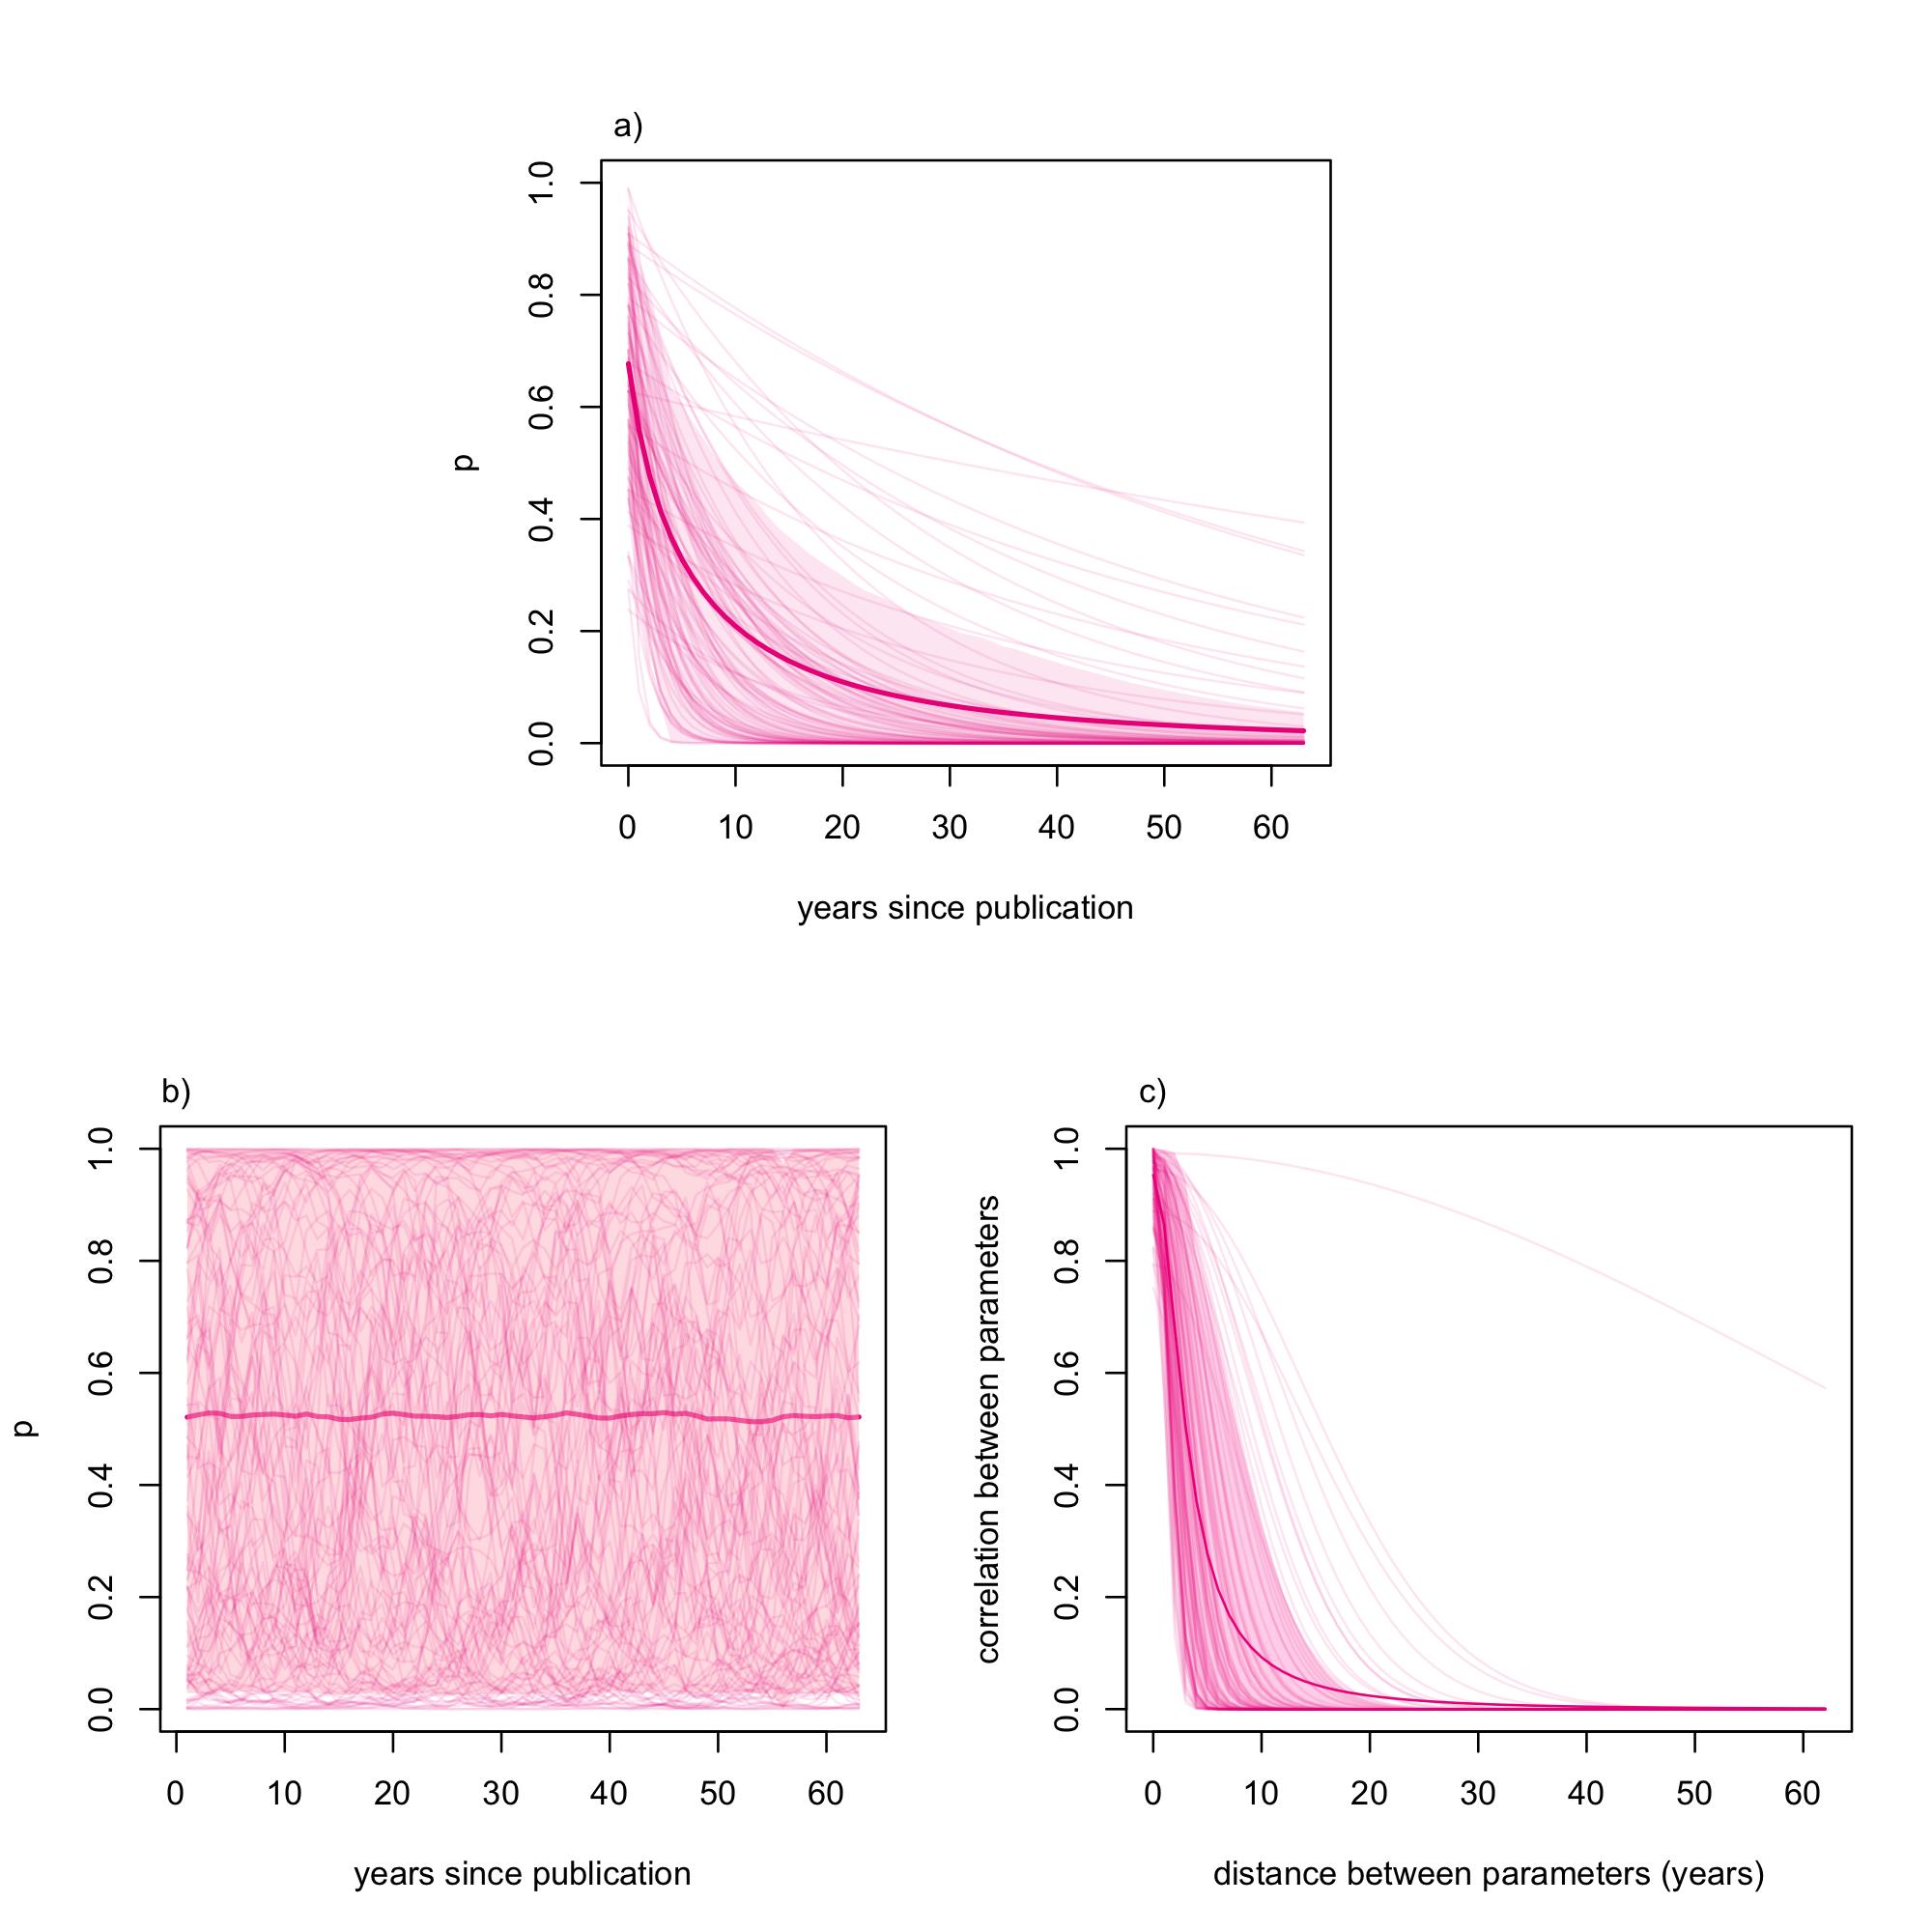 a)
1.0
0.8
0.6
0.4
0.2
0.0
p
0 10 20 30 40 50 60
years since publication
b)
1.0
0.8
0.6
0.4
0.2
0.0
p
0 10 20 30 40 50 60
years since publication
c)
1.0
0.8
0.6
0.4
0.2
0.0
correlation between parameters
0 10 20 30 40 50 60
distance between parameters (years)